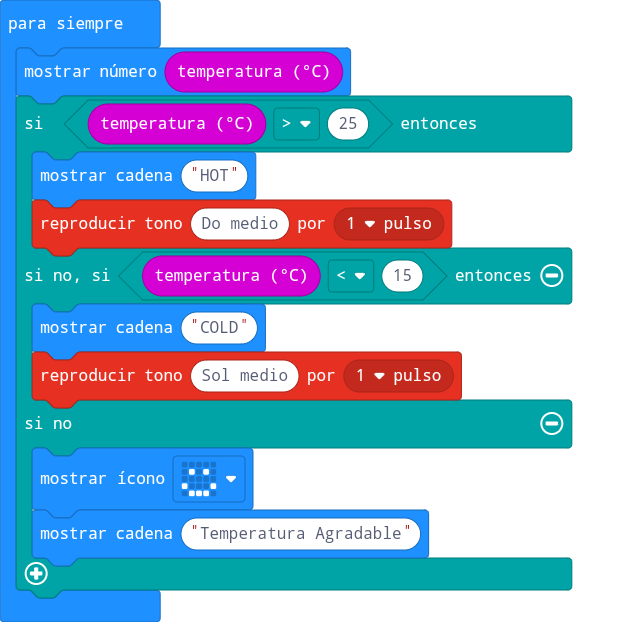 para siempre
mostrar número temperatura (°C)
si temperatura (°C) > 25 entonces
mostrar cadena "HOT"
reproducir tono Do medio por 1 pulso
si no, si temperatura (°C) < 15 entonces
mostrar cadena "COLD"
reproducir tono Sol medio por 1 pulso
si no
mostrar ícono
mostrar cadena "Temperatura Agradable"